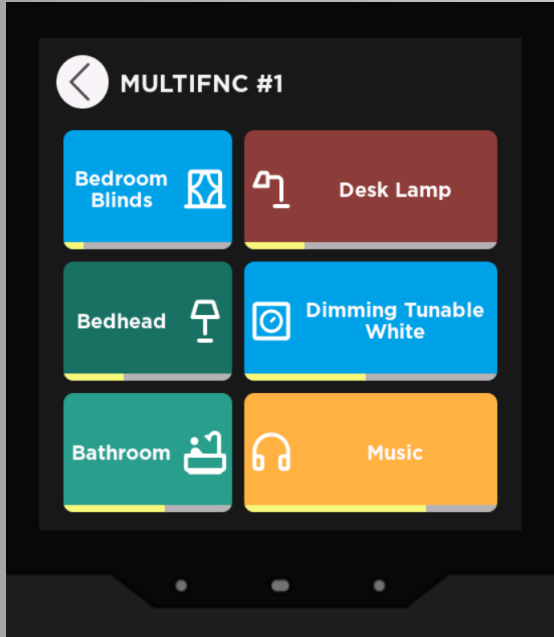 MULTIFNC #1
Bedroom
Blinds
Desk Lamp
Bedhead
Dimming Tunable
White
Bathroom
Music